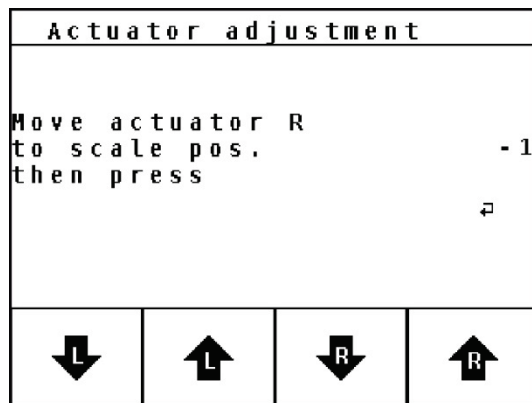 Actuator adjustment
Move actuator R
to scale pos. -1
then press
↵
L L R R